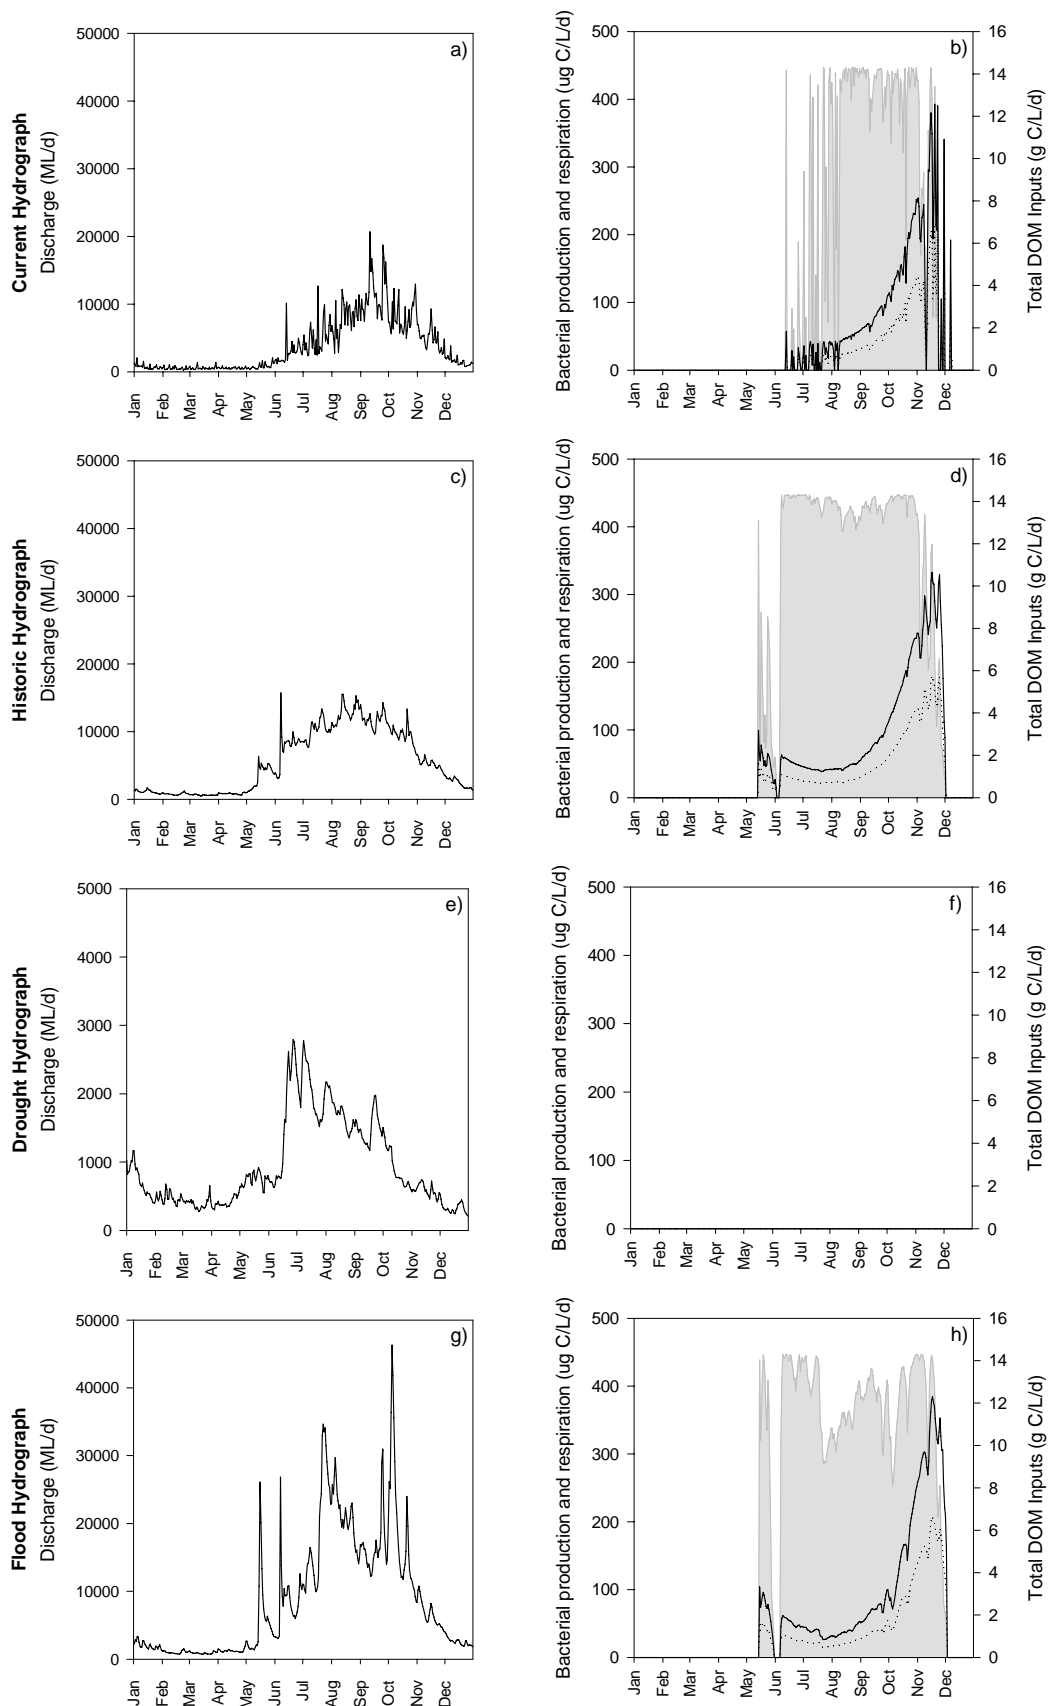 Current Hydrograph
Discharge (ML/d)
50000
40000
30000
20000
10000
0
a)
Jan
Feb
Mar
Apr
May
Jun
Jul
Aug
Sep
Oct
Nov
Dec
Bacterial production and respiration (ug C/L/d)
500
400
300
200
100
0
b)
16
14
12
10
8
6
4
2
0
Total DOM Inputs (g C/L/d)
Jan
Feb
Mar
Apr
May
Jun
Jul
Aug
Sep
Oct
Nov
Dec
Historic Hydrograph
Discharge (ML/d)
50000
40000
30000
20000
10000
0
c)
Jan
Feb
Mar
Apr
May
Jun
Jul
Aug
Sep
Oct
Nov
Dec
Bacterial production and respiration (ug C/L/d)
500
400
300
200
100
0
d)
16
14
12
10
8
6
4
2
0
Total DOM Inputs (g C/L/d)
Jan
Feb
Mar
Apr
May
Jun
Jul
Aug
Sep
Oct
Nov
Dec
Drought Hydrograph
Discharge (ML/d)
5000
4000
3000
2000
1000
0
e)
Jan
Feb
Mar
Apr
May
Jun
Jul
Aug
Sep
Oct
Nov
Dec
Bacterial production and respiration (ug C/L/d)
500
400
300
200
100
0
f)
16
14
12
10
8
6
4
2
0
Total DOM Inputs (g C/L/d)
Jan
Feb
Mar
Apr
May
Jun
Jul
Aug
Sep
Oct
Nov
Dec
Flood Hydrograph
Discharge (ML/d)
50000
40000
30000
20000
10000
0
g)
Jan
Feb
Mar
Apr
May
Jun
Jul
Aug
Sep
Oct
Nov
Dec
Bacterial production and respiration (ug C/L/d)
500
400
300
200
100
0
h)
16
14
12
10
8
6
4
2
0
Total DOM Inputs (g C/L/d)
Jan
Feb
Mar
Apr
May
Jun
Jul
Aug
Sep
Oct
Nov
Dec